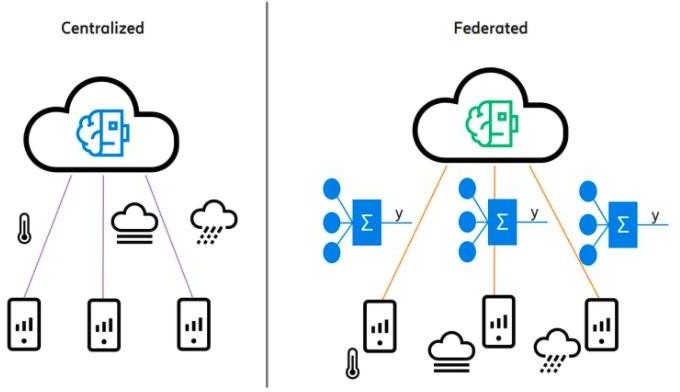 Centralized
Federated
Σ y
Σ y
Σ y